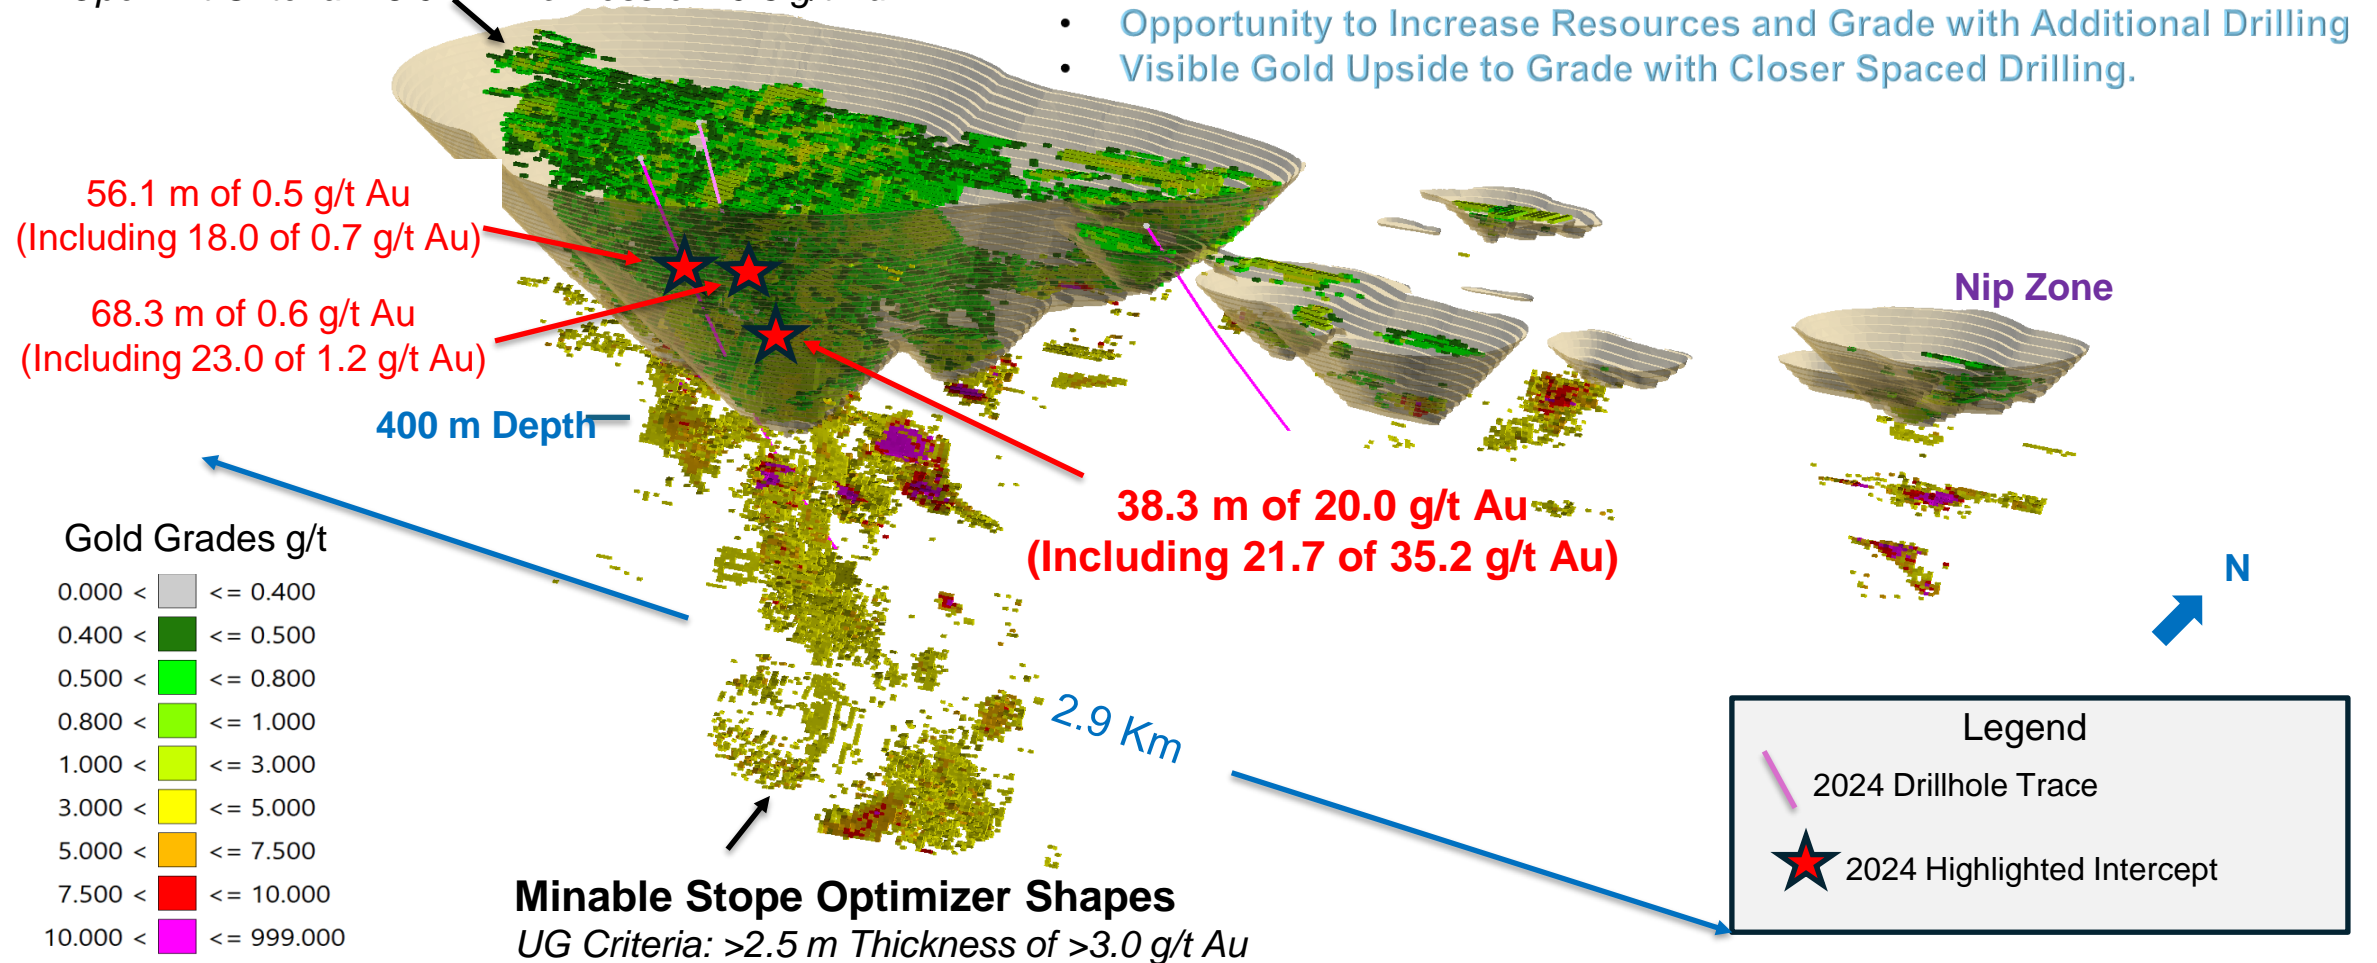 • Opportunity to Increase Resources and Grade with Additional Drilling
• Visible Gold Upside to Grade with Closer Spaced Drilling.
56.1 m of 0.5 g/t Au
(Including 18.0 of 0.7 g/t Au)
68.3 m of 0.6 g/t Au
(Including 23.0 of 1.2 g/t Au)
400 m Depth
Nip Zone
38.3 m of 20.0 g/t Au
(Including 21.7 of 35.2 g/t Au)
N
2.9 Km
Gold Grades g/t
0.000 < <= 0.400
0.400 < <= 0.500
0.500 < <= 0.800
0.800 < <= 1.000
1.000 < <= 3.000
3.000 < <= 5.000
5.000 < <= 7.500
7.500 < <= 10.000
10.000 < <= 999.000
Legend
2024 Drillhole Trace
2024 Highlighted Intercept
Minable Stope Optimizer Shapes
UG Criteria: >2.5 m Thickness of >3.0 g/t Au